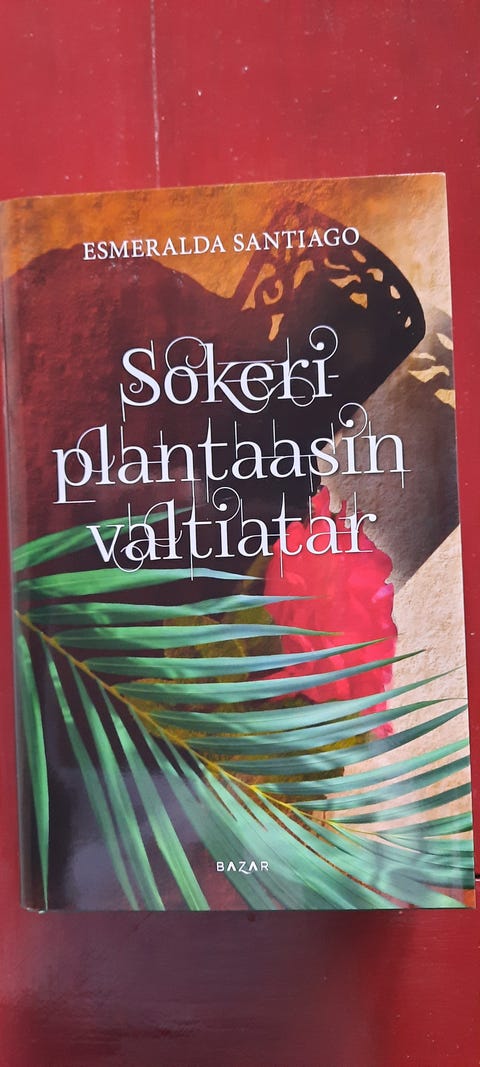 ESMERALDA SANTIAGO
Sokeri
plantaasin
valtiatar
BAZAR